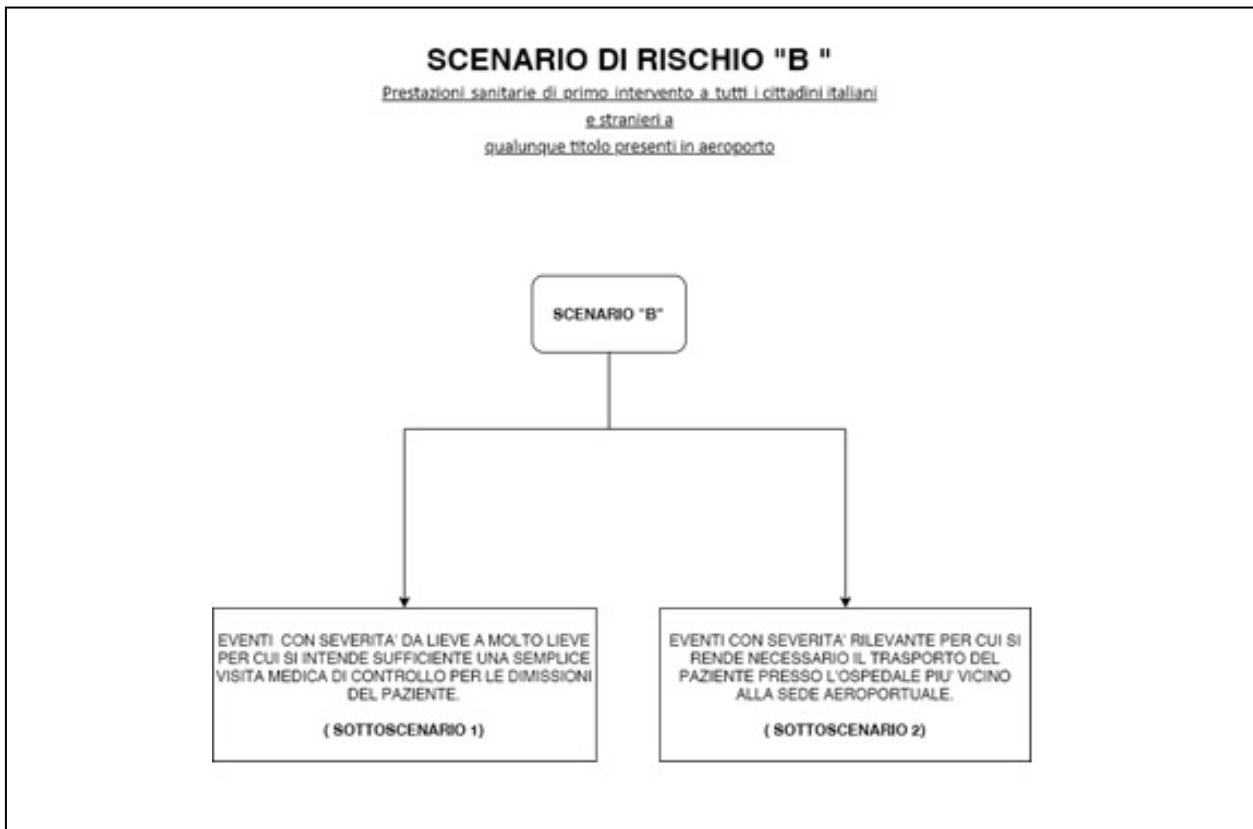 SCENARIO DI RISCHIO "B "
Prestazioni sanitarie di primo intervento a tutti i cittadini italiani
e stranieri a
qualunque titolo presenti in aeroporto
SCENARIO "B"
EVENTI CON SEVERITA' DA LIEVE A MOLTO LIEVE
PER CUI SI INTENDE SUFFICIENTE UNA SEMPLICE
VISITA MEDICA DI CONTROLLO PER LE DIMISSIONI
DEL PAZIENTE.
( SOTTOSCENARIO 1)
EVENTI CON SEVERITA' RILEVANTE PER CUI SI
RENDE NECESSARIO IL TRASPORTO DEL
PAZIENTE PRESSO L'OSPEDALE PIU' VICINO
ALLA SEDE AEROPORTUALE.
( SOTTOSCENARIO 2)